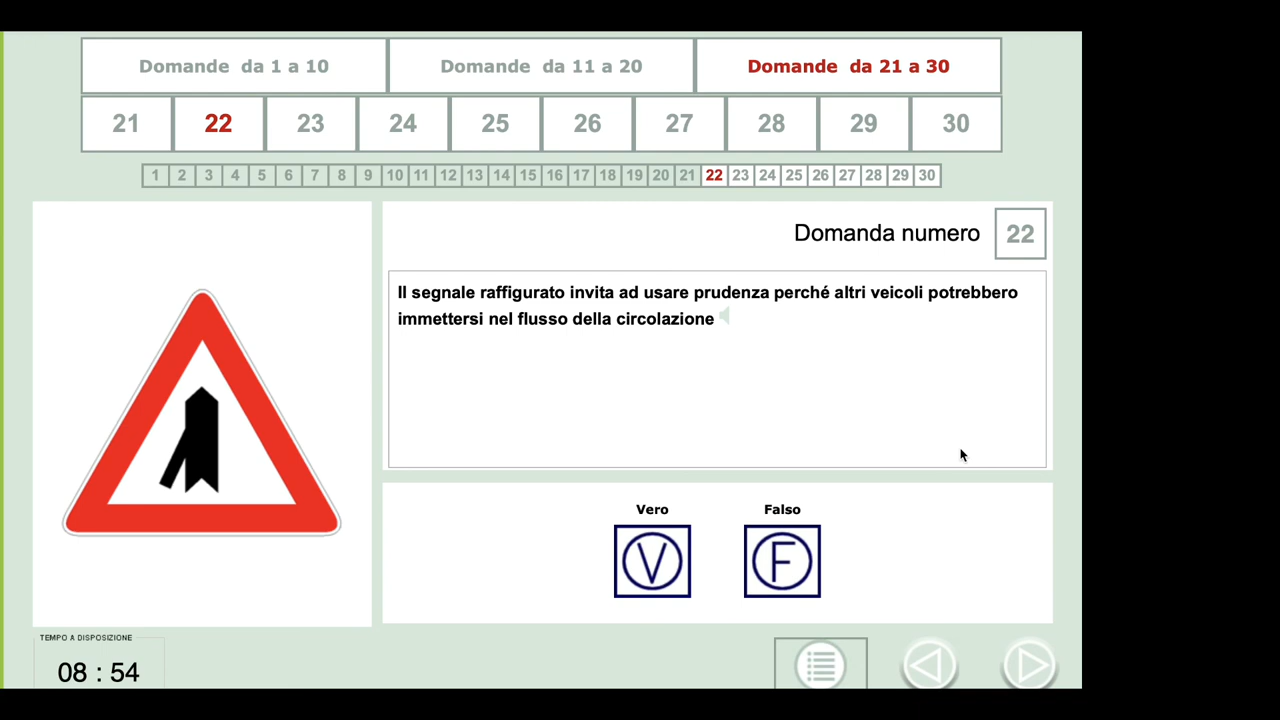 Domande da 1 a 10 Domande da 11 a 20 Domande da 21 a 30
21 22 23 24 25 26 27 28 29 30
1 2 3 4 5 6 7 8 9 10 11 12 13 14 15 16 17 18 19 20 21 22 23 24 25 26 27 28 29 30
Domanda numero 22
Il segnale raffigurato invita ad usare prudenza perché altri veicoli potrebbero
immettersi nel flusso della circolazione
Vero Falso
V F
TEMPO A DISPOSIZIONE
08 : 54